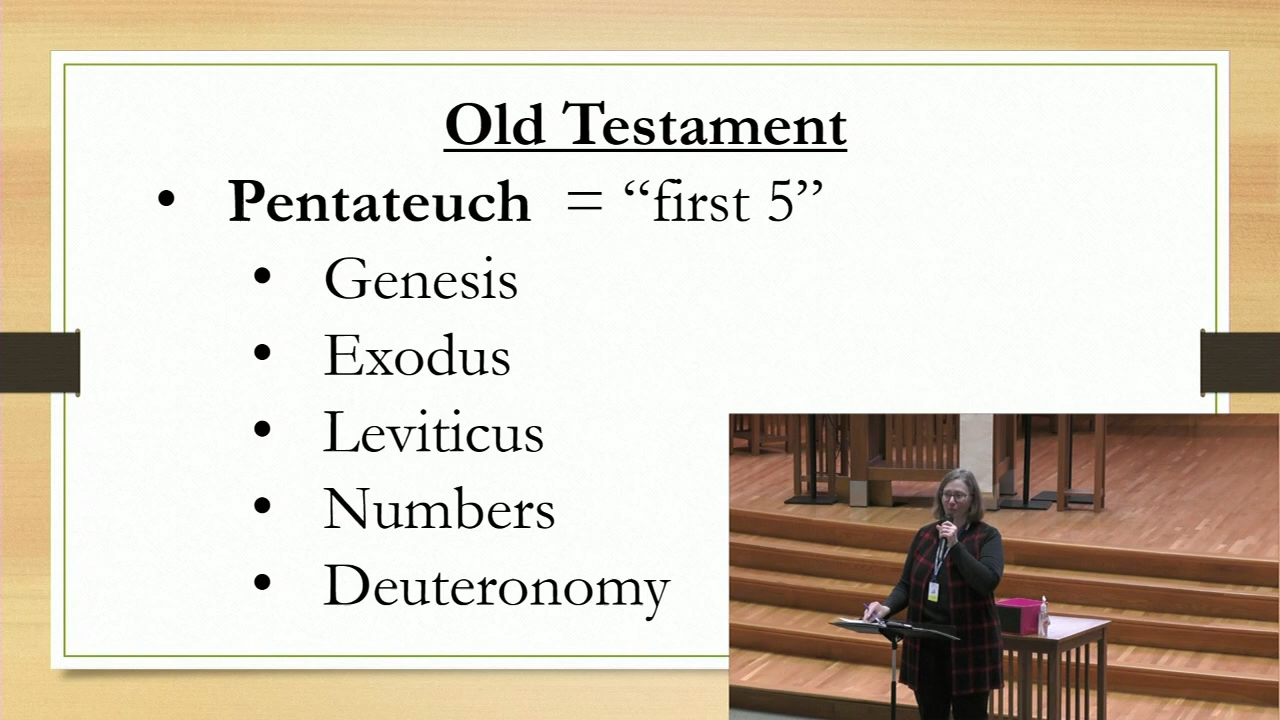 Old Testament
• Pentateuch = “first 5”
• Genesis
• Exodus
• Leviticus
• Numbers
• Deuteronomy